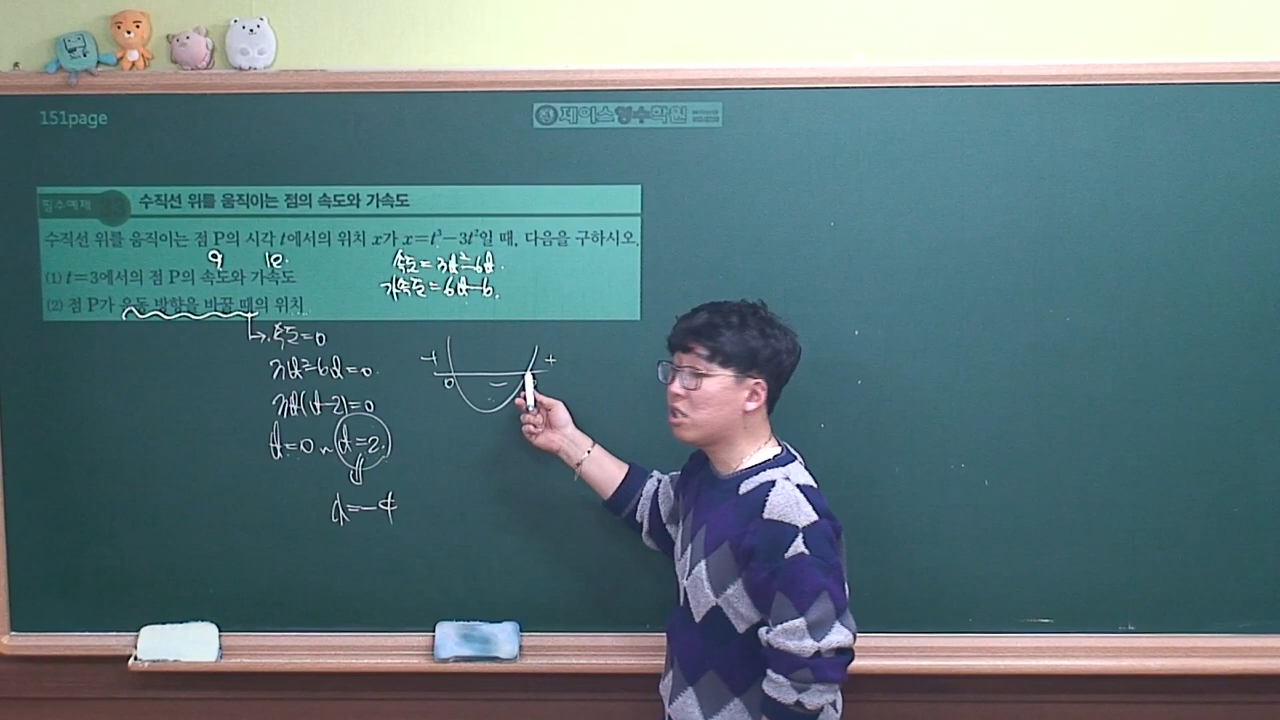 151page
제이스영수학원
필수예제 수직선 위를 움직이는 점의 속도와 가속도
수직선 위를 움직이는 점 P의 시각 t에서의 위치 x가 x=t³-3t²일 때, 다음을 구하시오.
9 12.
속도=3t²-6t.
(1) t=3에서의 점 P의 속도와 가속도
가속도=6t-6.
(2) 점 P가 운동 방향을 바꿀 때의 위치
→속도=0
3t²-6t=0.
3t(t-2)=0
t=0 t=2.
x=-4
+ +
0 -